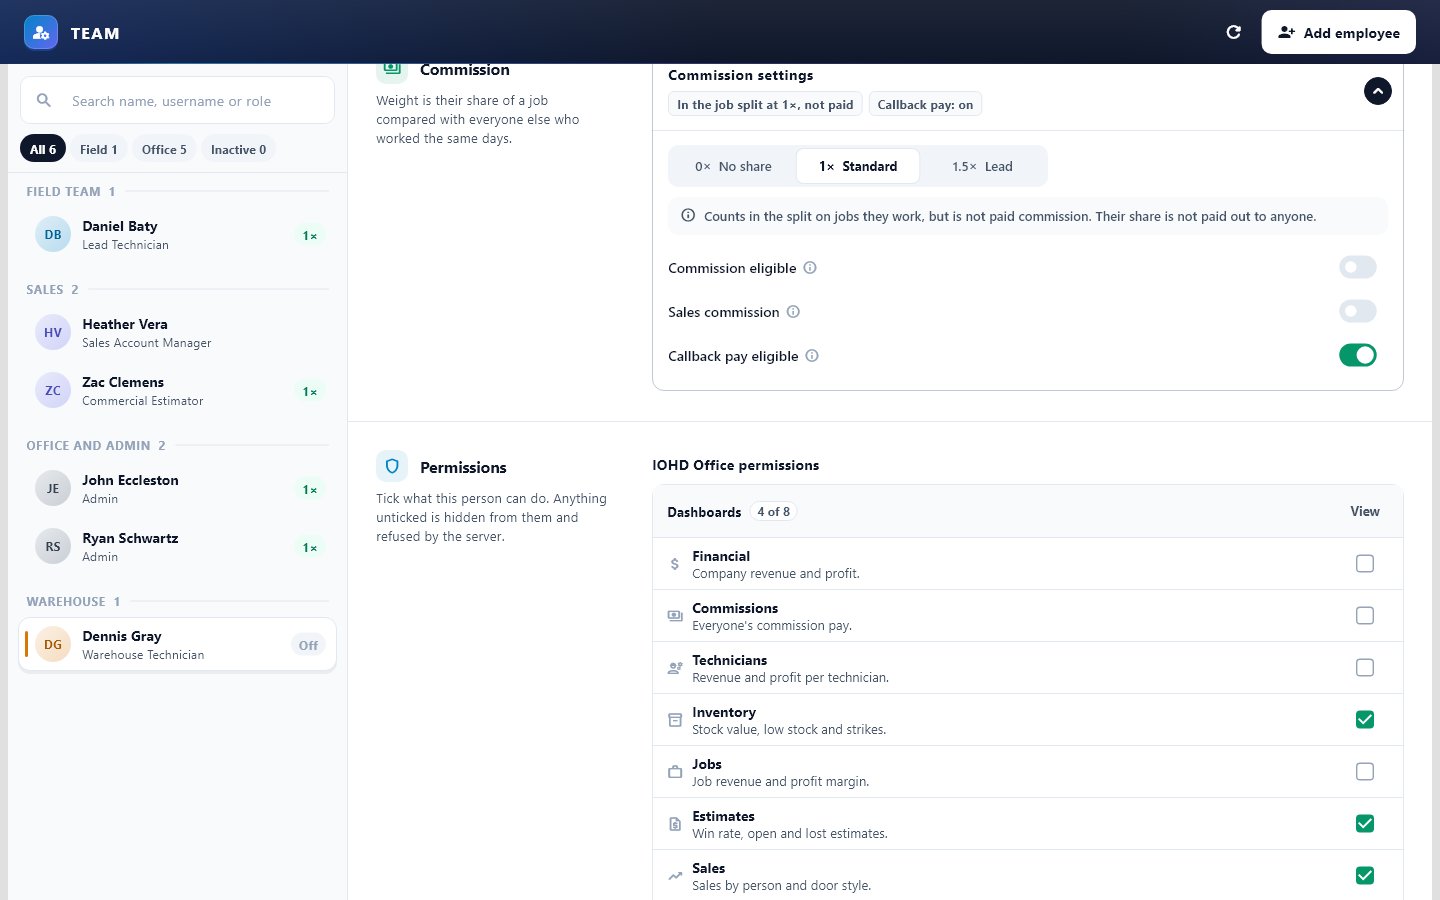 TEAM
Add employee
Search name, username or role
All 6
Field 1
Office 5
Inactive 0
FIELD TEAM 1
DB
Daniel Baty
Lead Technician
1×
SALES 2
HV
Heather Vera
Sales Account Manager
ZC
Zac Clemens
Commercial Estimator
1×
OFFICE AND ADMIN 2
JE
John Eccleston
Admin
1×
RS
Ryan Schwartz
Admin
1×
WAREHOUSE 1
DG
Dennis Gray
Warehouse Technician
Off
Commission
Weight is their share of a job
compared with everyone else who
worked the same days.
Commission settings
In the job split at 1×, not paid
Callback pay: on
0× No share
1× Standard
1.5× Lead
Counts in the split on jobs they work, but is not paid commission. Their share is not paid out to anyone.
Commission eligible
Sales commission
Callback pay eligible
Permissions
Tick what this person can do. Anything
unticked is hidden from them and
refused by the server.
IOHD Office permissions
Dashboards 4 of 8
View
Financial
Company revenue and profit.
Commissions
Everyone's commission pay.
Technicians
Revenue and profit per technician.
Inventory
Stock value, low stock and strikes.
Jobs
Job revenue and profit margin.
Estimates
Win rate, open and lost estimates.
Sales
Sales by person and door style.